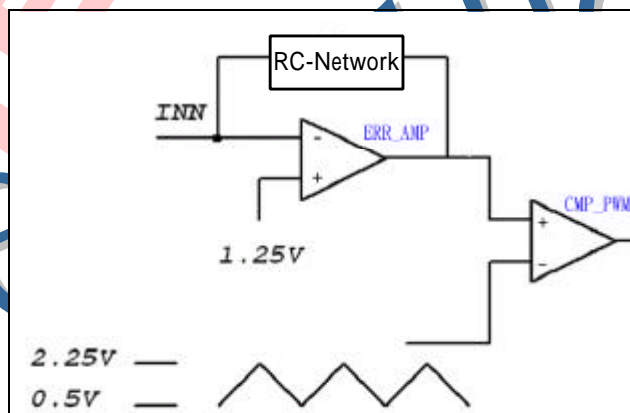 RC-Network
INN
ERR_AMP
-
+
1.25V
CMP_PWM
+
-
2.25V
0.5V